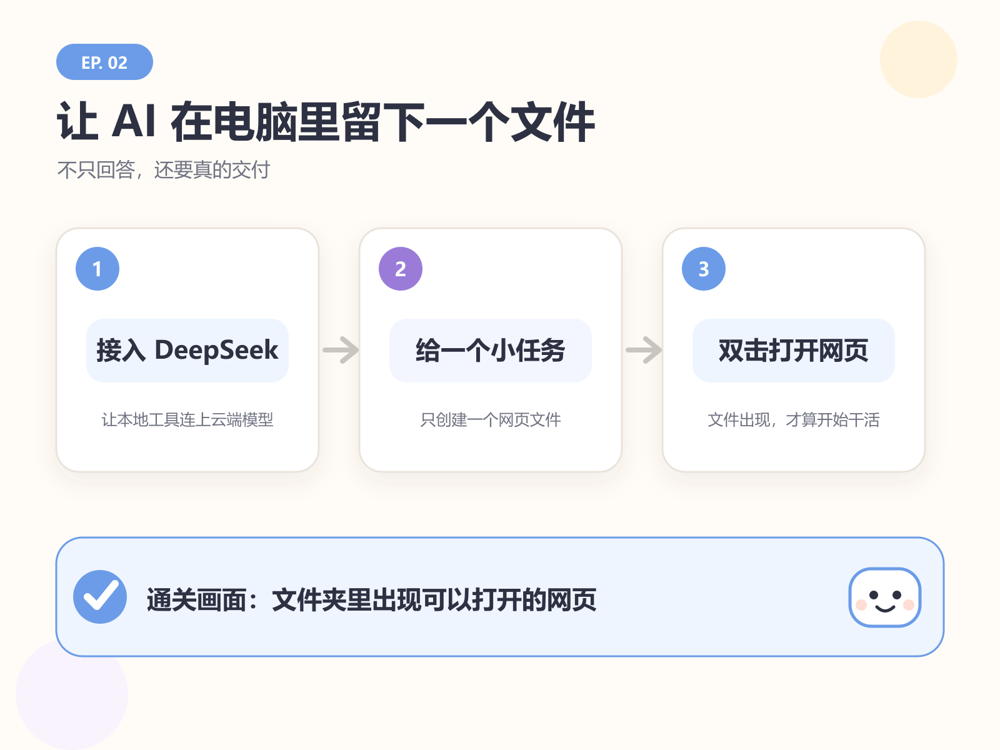 EP. 02
让 AI 在电脑里留下一个文件
不只回答，还要真的交付
1
接入 DeepSeek
让本地工具连上云端模型
2
给一个小任务
只创建一个网页文件
3
双击打开网页
文件出现，才算开始干活
通关画面：文件夹里出现可以打开的网页